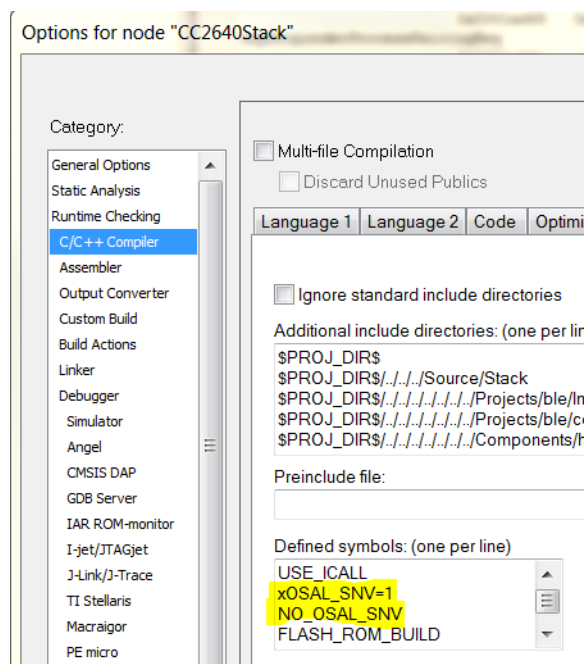 Options for node "CC2640Stack"
Category:
General Options
Static Analysis
Runtime Checking
C/C++ Compiler
Assembler
Output Converter
Custom Build
Build Actions
Linker
Debugger
Simulator
Angel
CMSIS DAP
GDB Server
IAR ROM-monitor
I-jet/JTAGjet
J-Link/J-Trace
TI Stellaris
Macraigor
PE micro
Multi-file Compilation
Discard Unused Publics
Language 1 Language 2 Code Optimi
Ignore standard include directories
Additional include directories: (one per lin
$PROJ_DIR$
$PROJ_DIR$/../../../Source/Stack
$PROJ_DIR$/../../../../../../../Projects/ble/In
$PROJ_DIR$/../../../../../../../Projects/ble/c
$PROJ_DIR$/../../../../../../../Components/h
Preinclude file:
Defined symbols: (one per line)
USE_ICALL
xOSAL_SNV=1
NO_OSAL_SNV
FLASH_ROM_BUILD